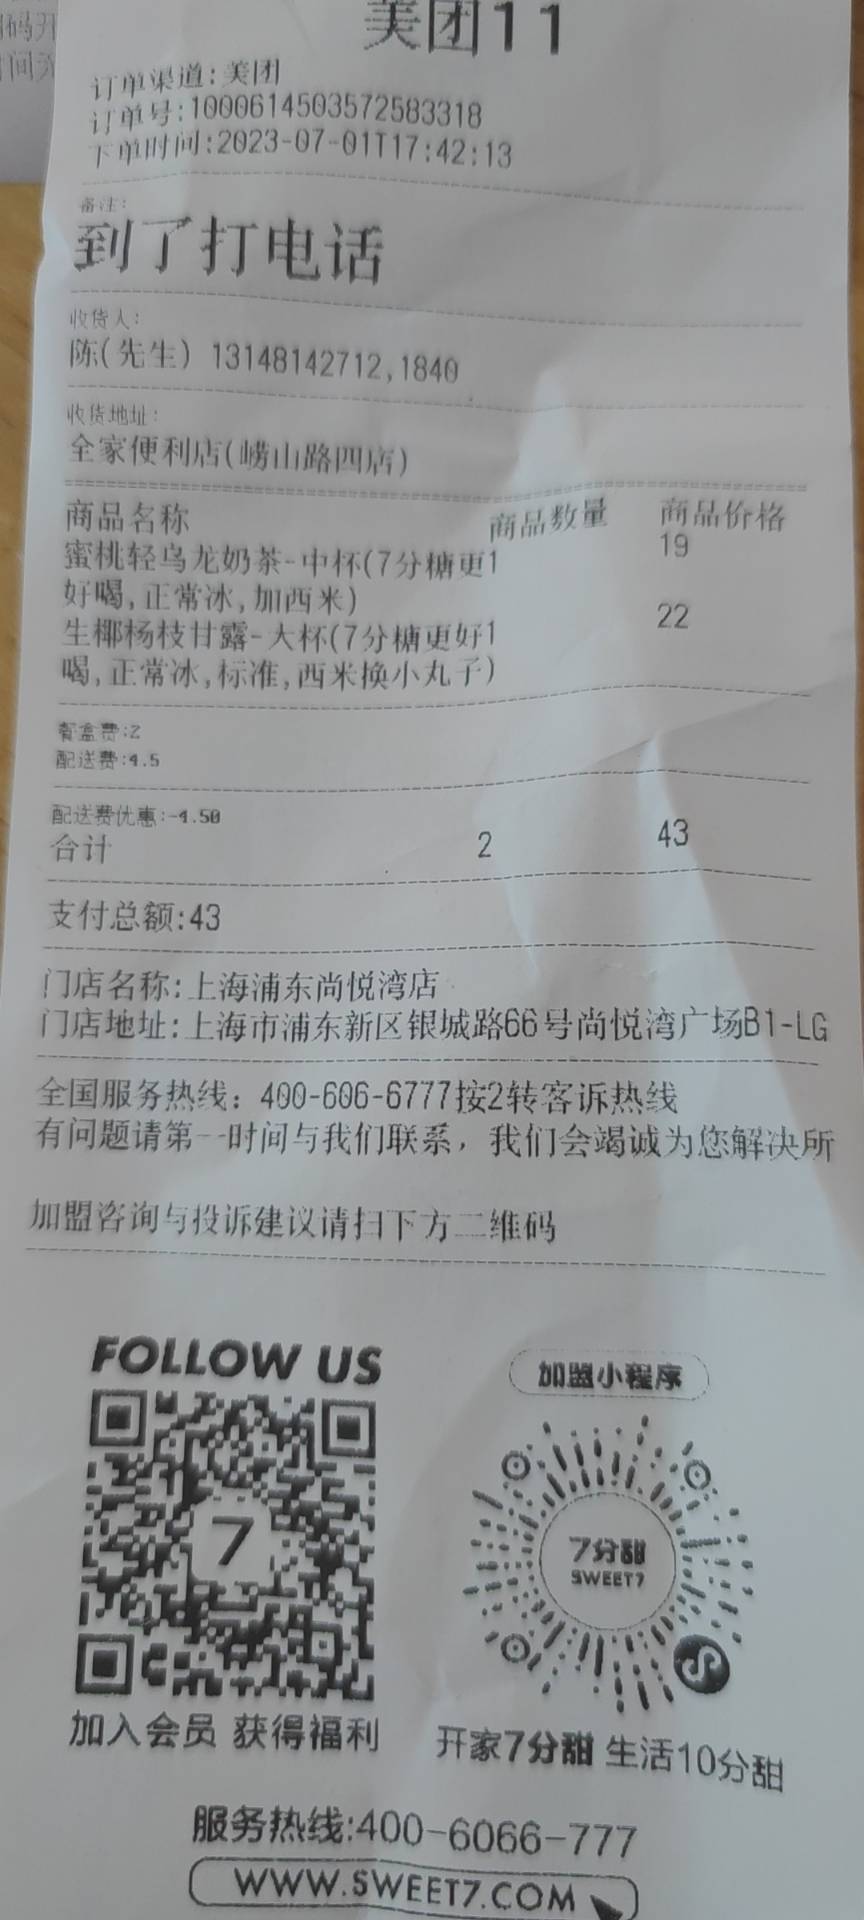 美团11
订单渠道:美团
订单号:1000614503572583318
下单时间:2023-07-01T17:42:13
备注:
到了打电话
收货人:
陈(先生) 13148142712,1840
收货地址:
全家便利店(崂山路四店)
商品名称 商品数量 商品价格
蜜桃轻乌龙奶茶-中杯(7分糖更1 19
好喝,正常冰,加西米)
生椰杨枝甘露-大杯(7分糖更好1 22
喝,正常冰,标准,西米换小丸子)
餐盒费:2
配送费:4.5
配送费优惠:-4.50
合计 2 43
支付总额:43
门店名称:上海浦东尚悦湾店
门店地址:上海市浦东新区银城路66号尚悦湾广场B1-LG
全国服务热线：400-606-6777按2转客诉热线
有问题请第一时间与我们联系，我们会竭诚为您解决所
加盟咨询与投诉建议请扫下方二维码
FOLLOW US
7
加入会员 获得福利
加盟小程序
7分甜
SWEET7
开家7分甜 生活10分甜
服务热线:400-6066-777
WWW.SWEET7.COM